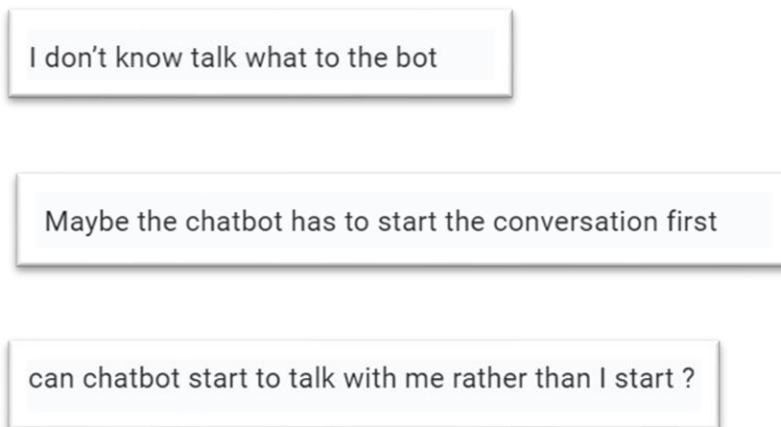 I don’t know talk what to the bot
Maybe the chatbot has to start the conversation first
can chatbot start to talk with me rather than I start ?